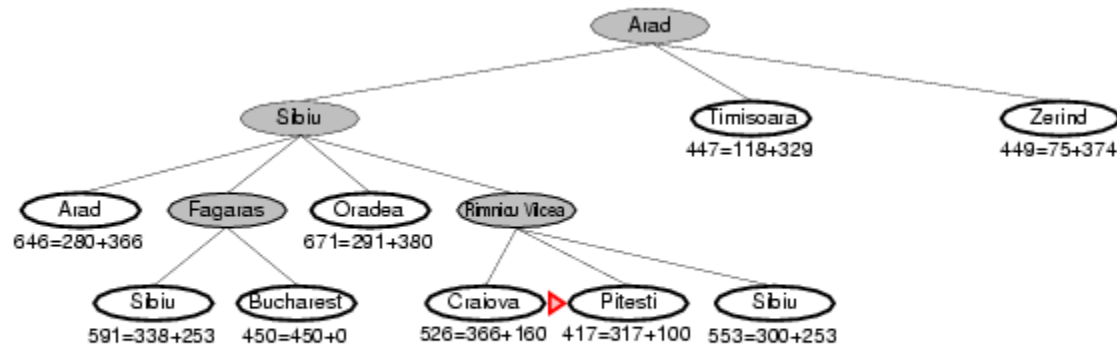 Arad
Sibiu
Timisoara
Zerind
447=118+329
449=75+374
Arad
Fagaras
Oradea
Rimnicu Vilcea
646=280+366
671=291+380
Sibiu
Bucharest
Craiova
Pitesti
Sibiu
591=338+253
450=450+0
526=366+160
417=317+100
553=300+253